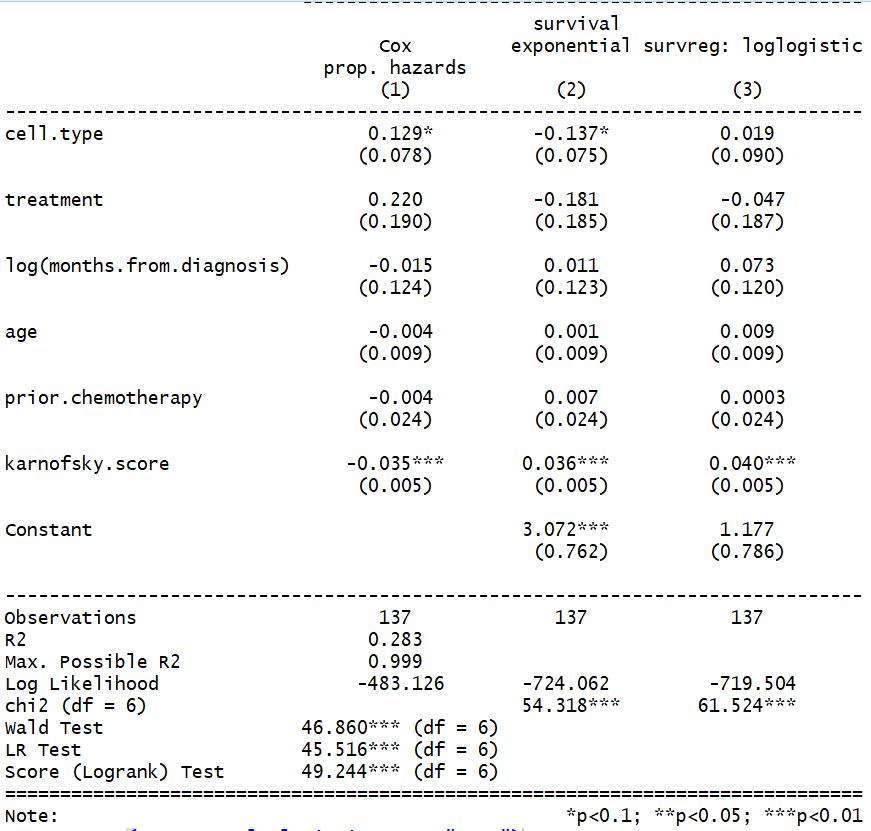 survival
Cox exponential survreg: loglogistic
prop. hazards
(1) (2) (3)
cell.type 0.129* -0.137* 0.019
(0.078) (0.075) (0.090)
treatment 0.220 -0.181 -0.047
(0.190) (0.185) (0.187)
log(months.from.diagnosis) -0.015 0.011 0.073
(0.124) (0.123) (0.120)
age -0.004 0.001 0.009
(0.009) (0.009) (0.009)
prior.chemotherapy -0.004 0.007 0.0003
(0.024) (0.024) (0.024)
karnofsky.score -0.035*** 0.036*** 0.040***
(0.005) (0.005) (0.005)
Constant 3.072*** 1.177
(0.762) (0.786)
Observations 137 137 137
R2 0.283
Max. Possible R2 0.999
Log Likelihood -483.126 -724.062 -719.504
chi2 (df = 6) 54.318*** 61.524***
Wald Test 46.860*** (df = 6)
LR Test 45.516*** (df = 6)
Score (Logrank) Test 49.244*** (df = 6)
Note: *p<0.1; **p<0.05; ***p<0.01